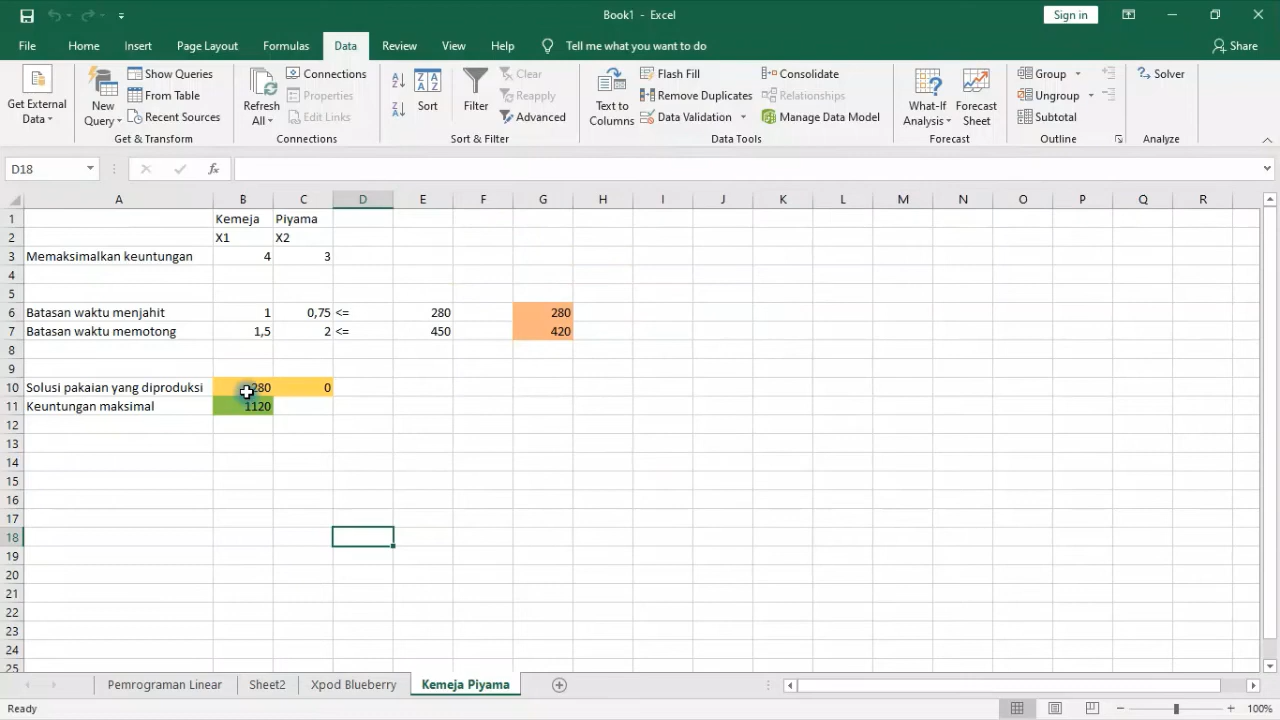 Book1 - Excel
Sign in
File Home Insert Page Layout Formulas Data Review View Help Tell me what you want to do Share
Get External Data
New Query
Show Queries
From Table
Recent Sources
Get & Transform
Refresh All
Connections
Properties
Edit Links
Connections
Sort
Filter
Clear
Reapply
Advanced
Sort & Filter
Text to Columns
Flash Fill
Remove Duplicates
Data Validation
Consolidate
Relationships
Manage Data Model
Data Tools
What-If Analysis
Forecast Sheet
Forecast
Group
Ungroup
Subtotal
Outline
Solver
Analyze
D18 fx
A B C D E F G H I J K L M N O P Q R
1 Kemeja Piyama
2 X1 X2
3 Memaksimalkan keuntungan 4 3
4
5
6 Batasan waktu menjahit 1 0,75 <= 280 280
7 Batasan waktu memotong 1,5 2 <= 450 420
8
9
10 Solusi pakaian yang diproduksi 280 0
11 Keuntungan maksimal 1120
12
13
14
15
16
17
18
19
20
21
22
23
24
25
Pemrograman Linear Sheet2 Xpod Blueberry Kemeja Piyama
Ready 100%